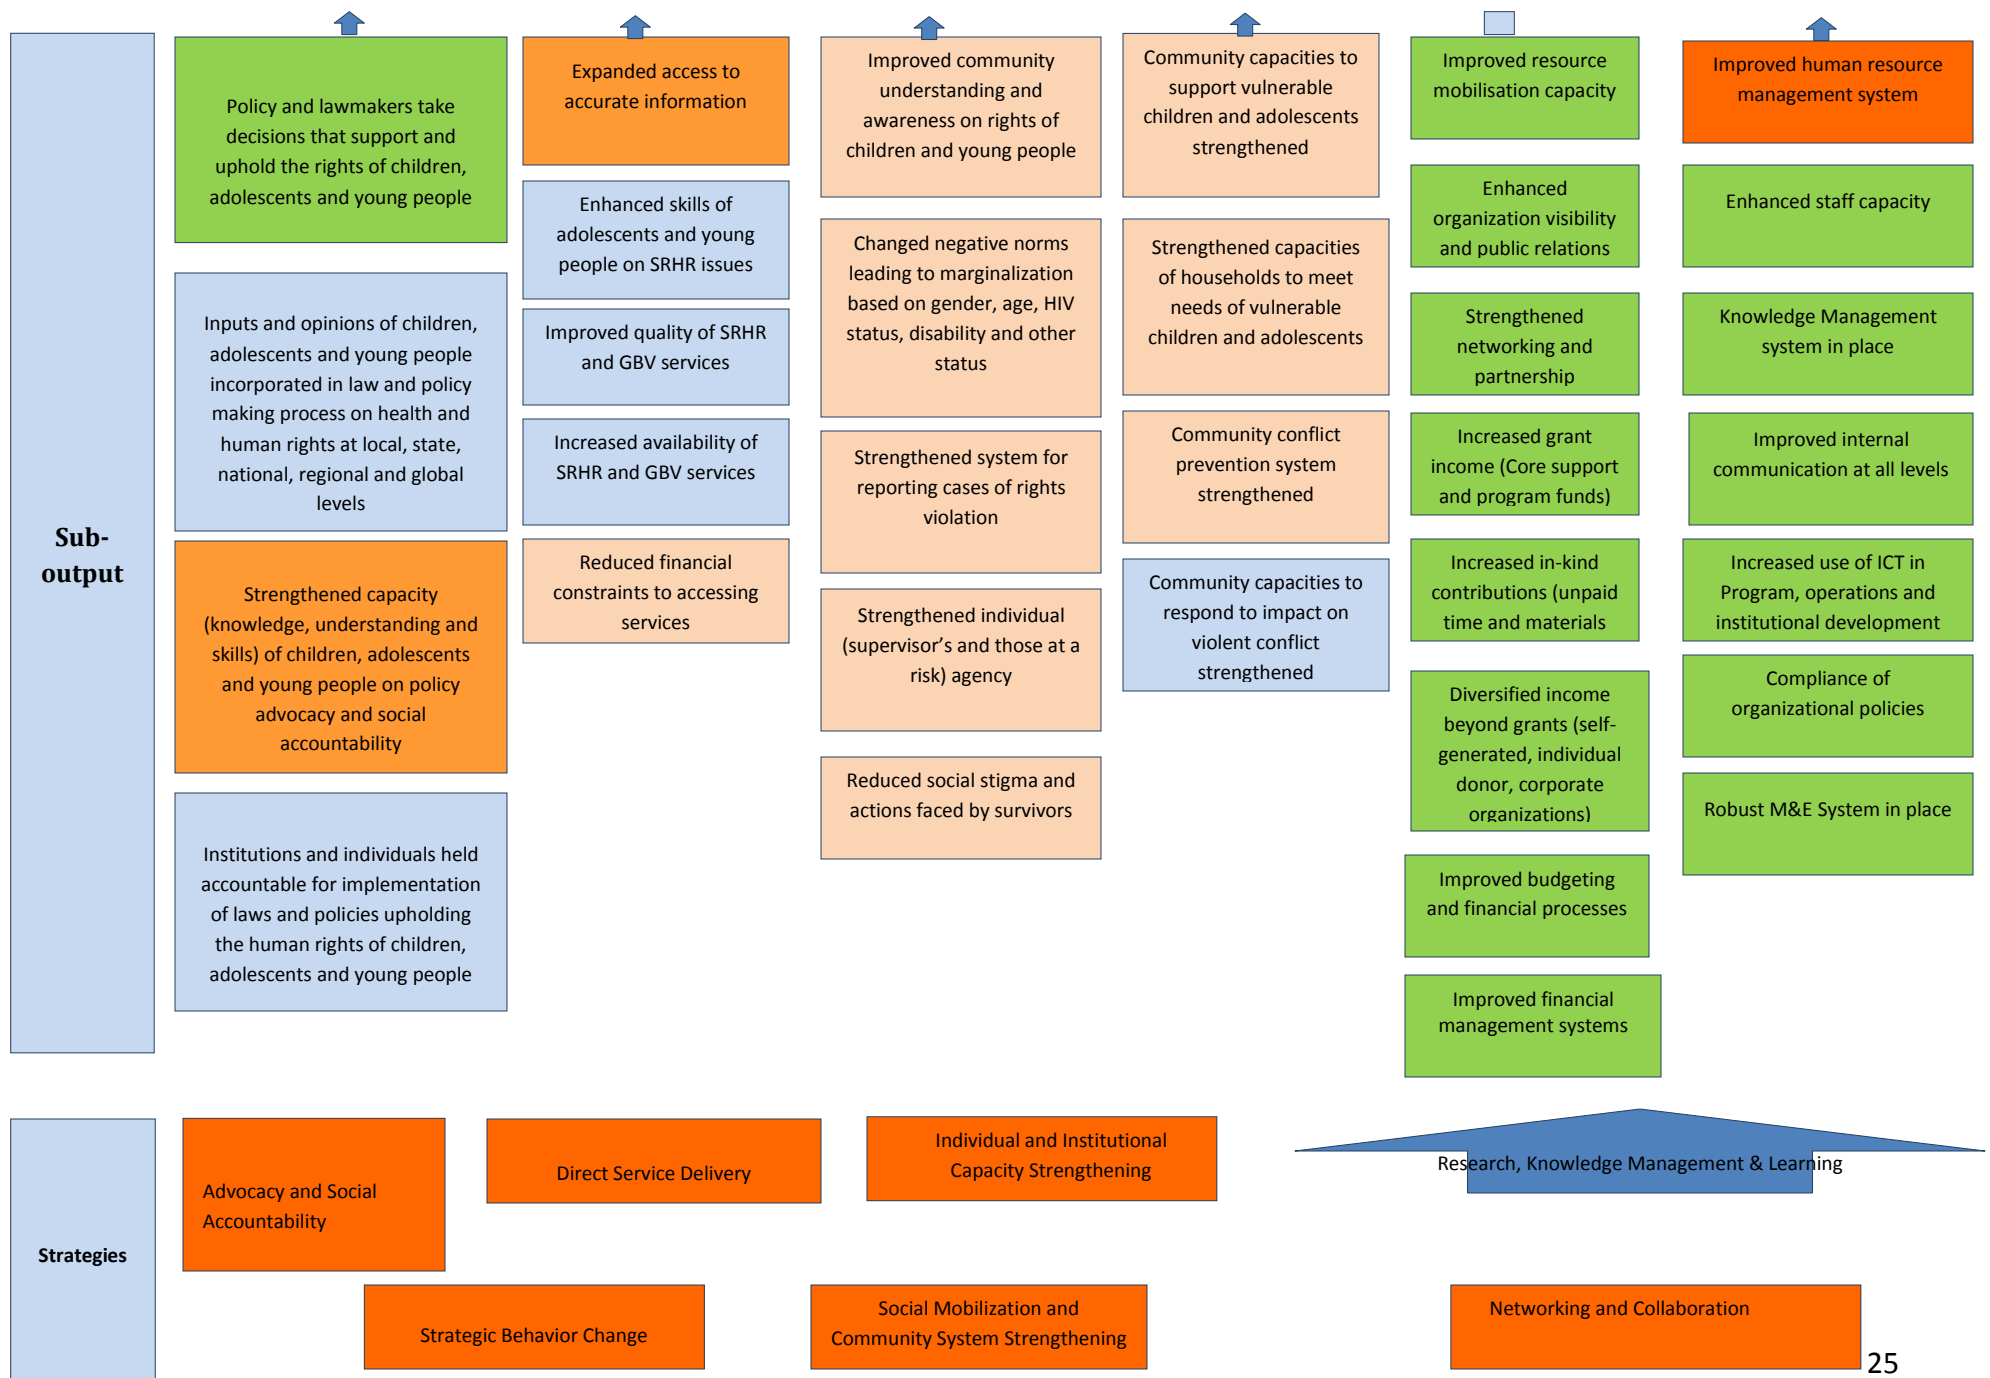 Sub-
output
Policy and lawmakers take
decisions that support and
uphold the rights of children,
adolescents and young people
Inputs and opinions of children,
adolescents and young people
incorporated in law and policy
making process on health and
human rights at local, state,
national, regional and global
levels
Strengthened capacity
(knowledge, understanding and
skills) of children, adolescents
and young people on policy
advocacy and social
accountability
Institutions and individuals held
accountable for implementation
of laws and policies upholding
the human rights of children,
adolescents and young people
Expanded access to
accurate information
Enhanced skills of
adolescents and young
people on SRHR issues
Improved quality of SRHR
and GBV services
Increased availability of
SRHR and GBV services
Reduced financial
constraints to accessing
services
Improved community
understanding and
awareness on rights of
children and young people
Changed negative norms
leading to marginalization
based on gender, age, HIV
status, disability and other
status
Strengthened system for
reporting cases of rights
violation
Strengthened individual
(supervisor’s and those at a
risk) agency
Reduced social stigma and
actions faced by survivors
Community capacities to
support vulnerable
children and adolescents
strengthened
Strengthened capacities
of households to meet
needs of vulnerable
children and adolescents
Community conflict
prevention system
strengthened
Community capacities to
respond to impact on
violent conflict
strengthened
Improved resource
mobilisation capacity
Enhanced
organization visibility
and public relations
Strengthened
networking and
partnership
Increased grant
income (Core support
and program funds)
Increased in-kind
contributions (unpaid
time and materials
Diversified income
beyond grants (self-
generated, individual
donor, corporate
organizations)
Improved budgeting
and financial processes
Improved financial
management systems
Improved human resource
management system
Enhanced staff capacity
Knowledge Management
system in place
Improved internal
communication at all levels
Increased use of ICT in
Program, operations and
institutional development
Compliance of
organizational policies
Robust M&E System in place
Strategies
Advocacy and Social
Accountability
Direct Service Delivery
Individual and Institutional
Capacity Strengthening
Research, Knowledge Management & Learning
Strategic Behavior Change
Social Mobilization and
Community System Strengthening
Networking and Collaboration
25